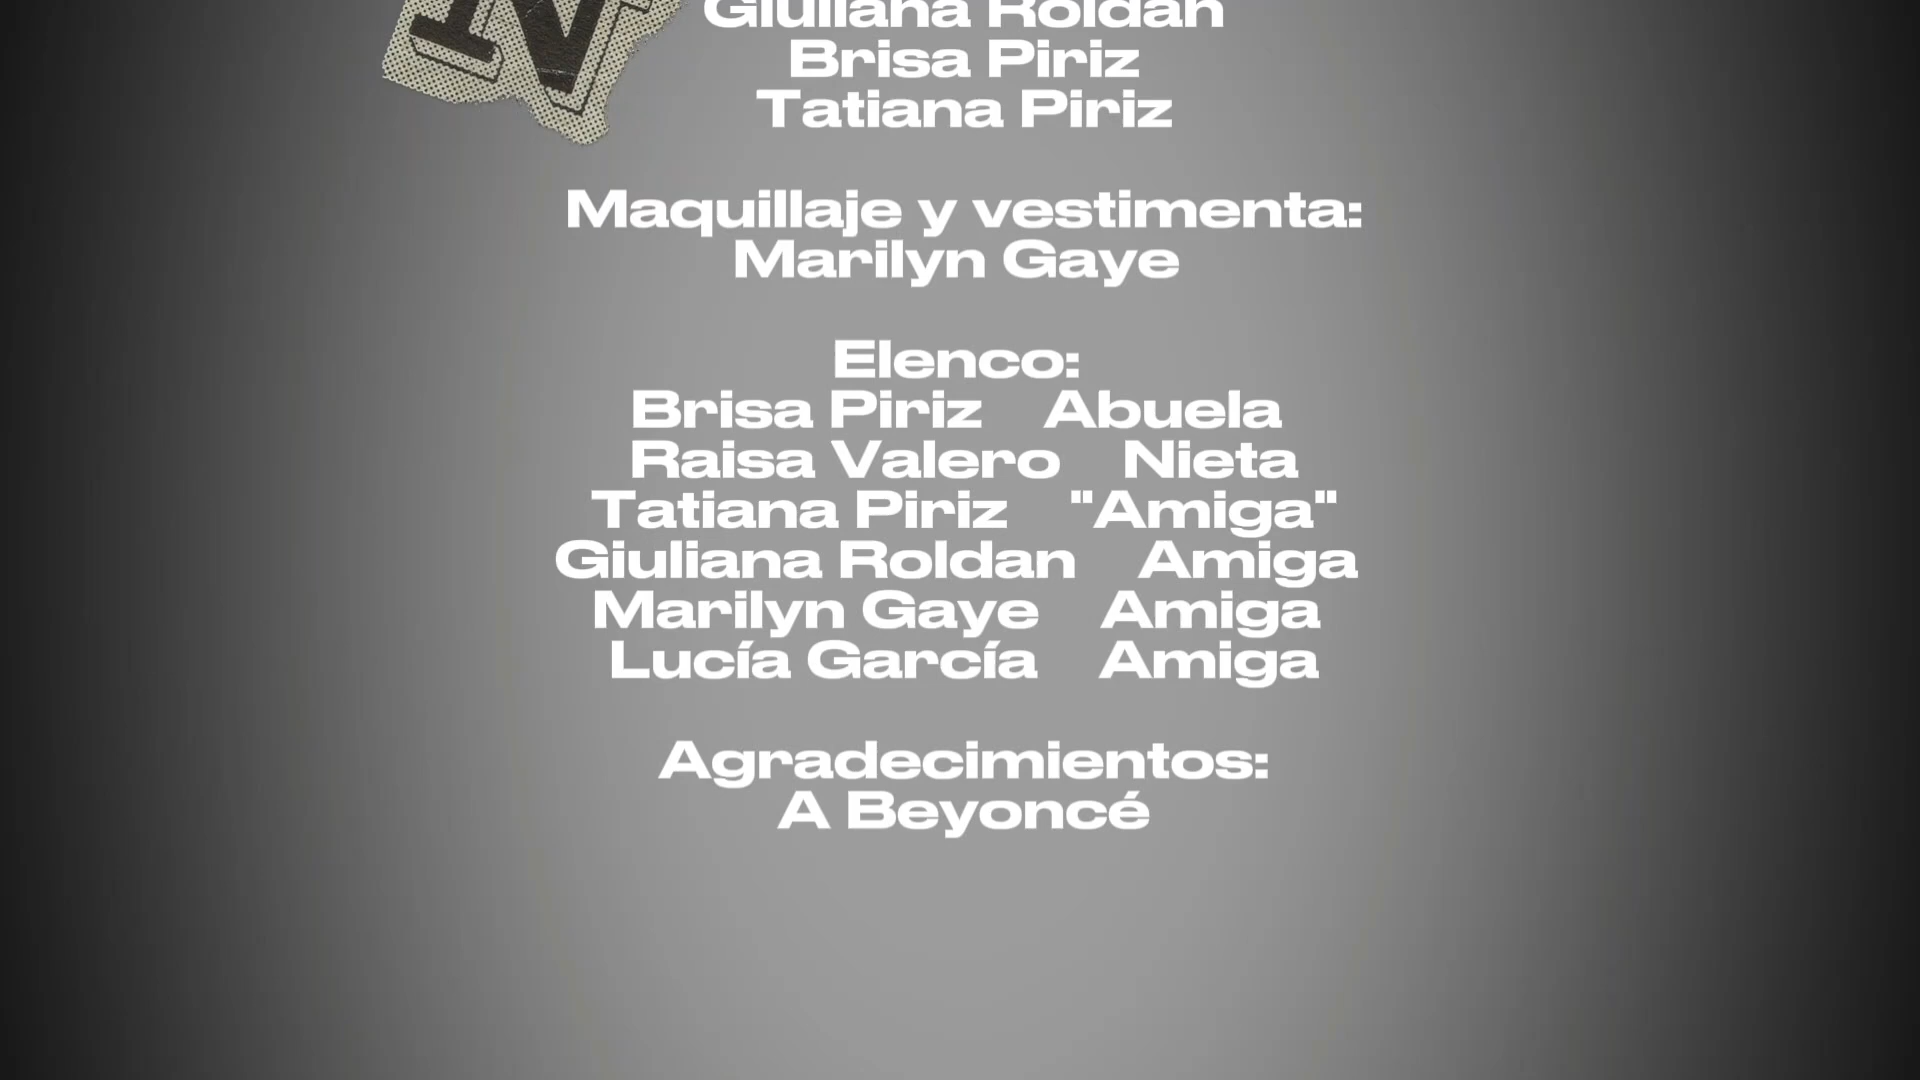 N
Giuliana Roldan
Brisa Piriz
Tatiana Piriz
Maquillaje y vestimenta:
Marilyn Gaye
Elenco:
Brisa Piriz Abuela
Raisa Valero Nieta
Tatiana Piriz "Amiga"
Giuliana Roldan Amiga
Marilyn Gaye Amiga
Lucía García Amiga
Agradecimientos:
A Beyoncé